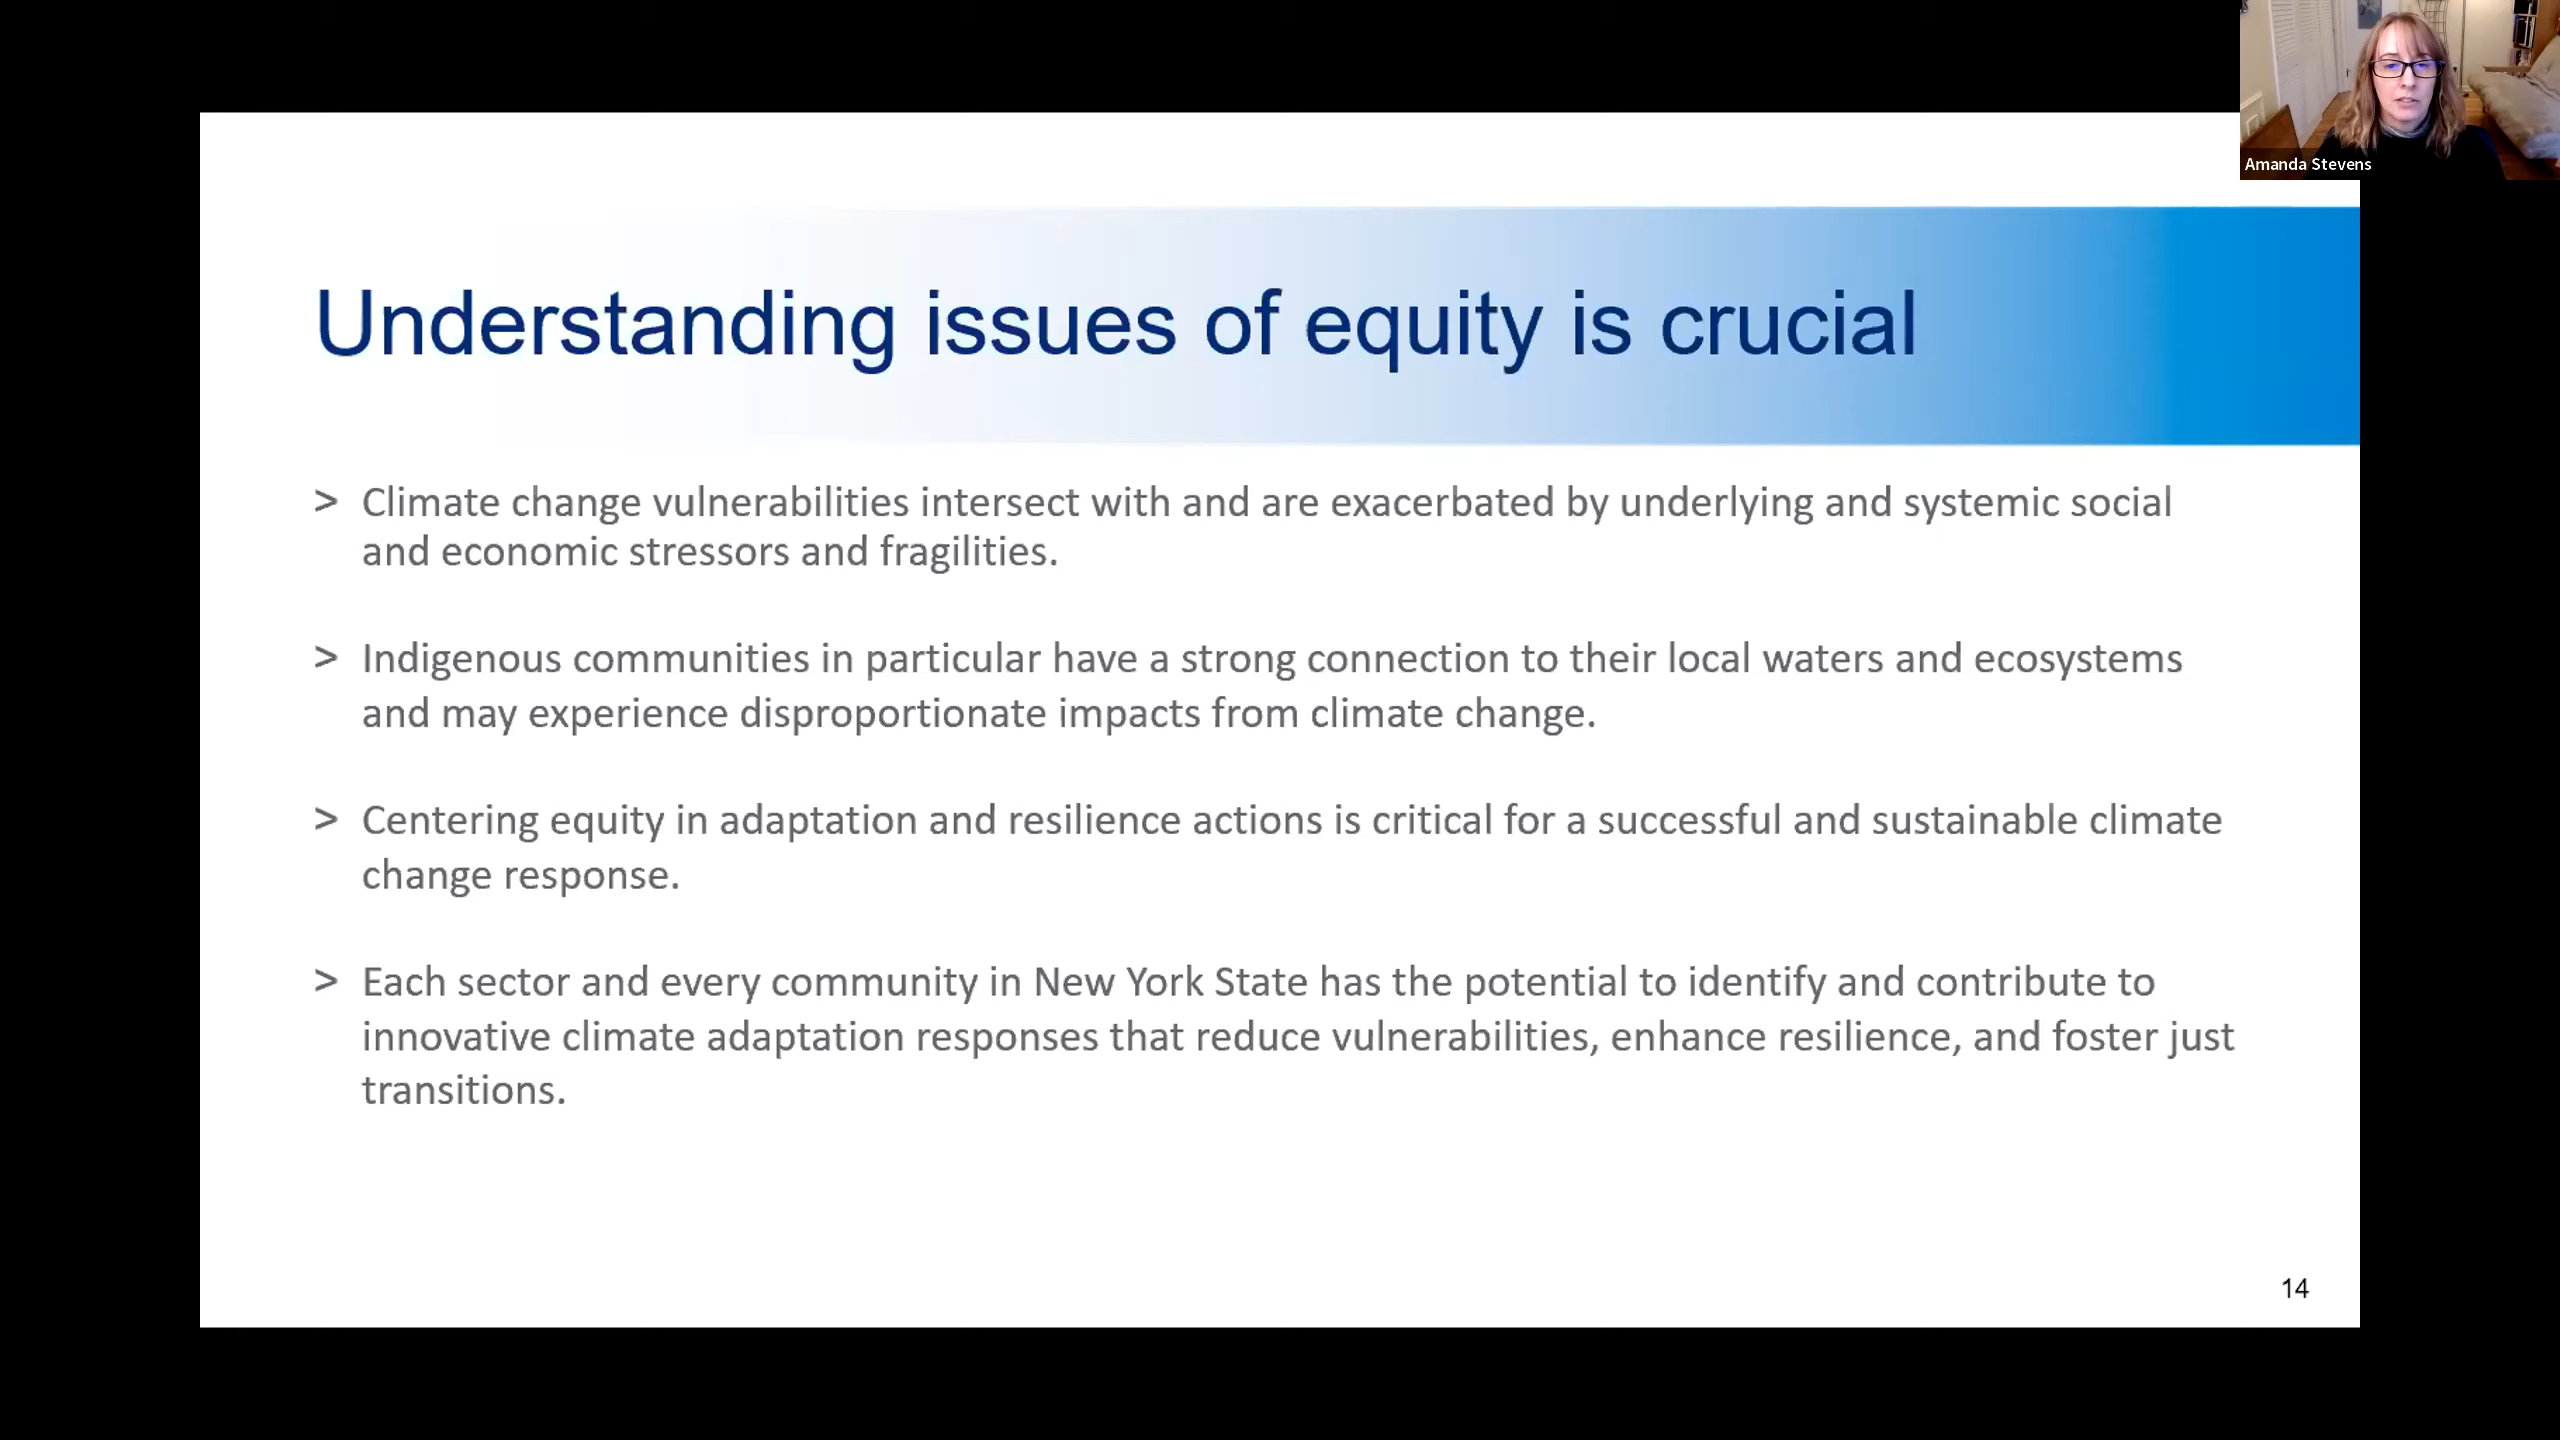 Amanda Stevens
Understanding issues of equity is crucial
> Climate change vulnerabilities intersect with and are exacerbated by underlying and systemic social
and economic stressors and fragilities.
> Indigenous communities in particular have a strong connection to their local waters and ecosystems
and may experience disproportionate impacts from climate change.
> Centering equity in adaptation and resilience actions is critical for a successful and sustainable climate
change response.
> Each sector and every community in New York State has the potential to identify and contribute to
innovative climate adaptation responses that reduce vulnerabilities, enhance resilience, and foster just
transitions.
14